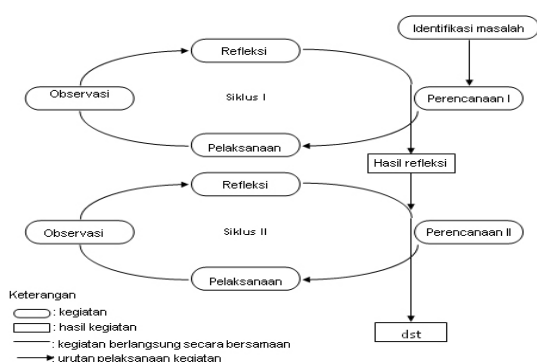 Identifikasi masalah
Refleksi
Observasi
Siklus I
Perencanaan I
Pelaksanaan
Hasil refleksi
Refleksi
Observasi
Siklus II
Perencanaan II
Pelaksanaan
Keterangan
: kegiatan
: hasil kegiatan
dst
: kegiatan berlangsung secara bersamaan
: urutan pelaksanaan kegiatan